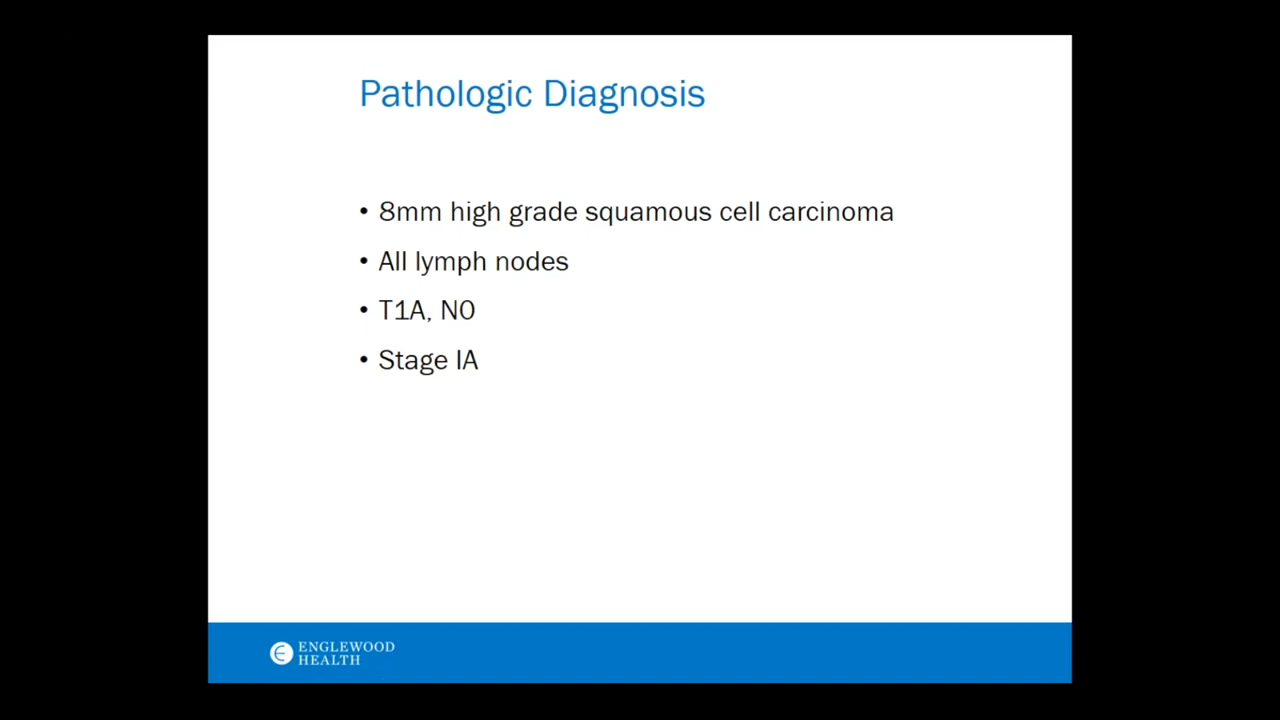 Pathologic Diagnosis
• 8mm high grade squamous cell carcinoma
• All lymph nodes
• T1A, N0
• Stage IA
ENGLEWOOD
HEALTH